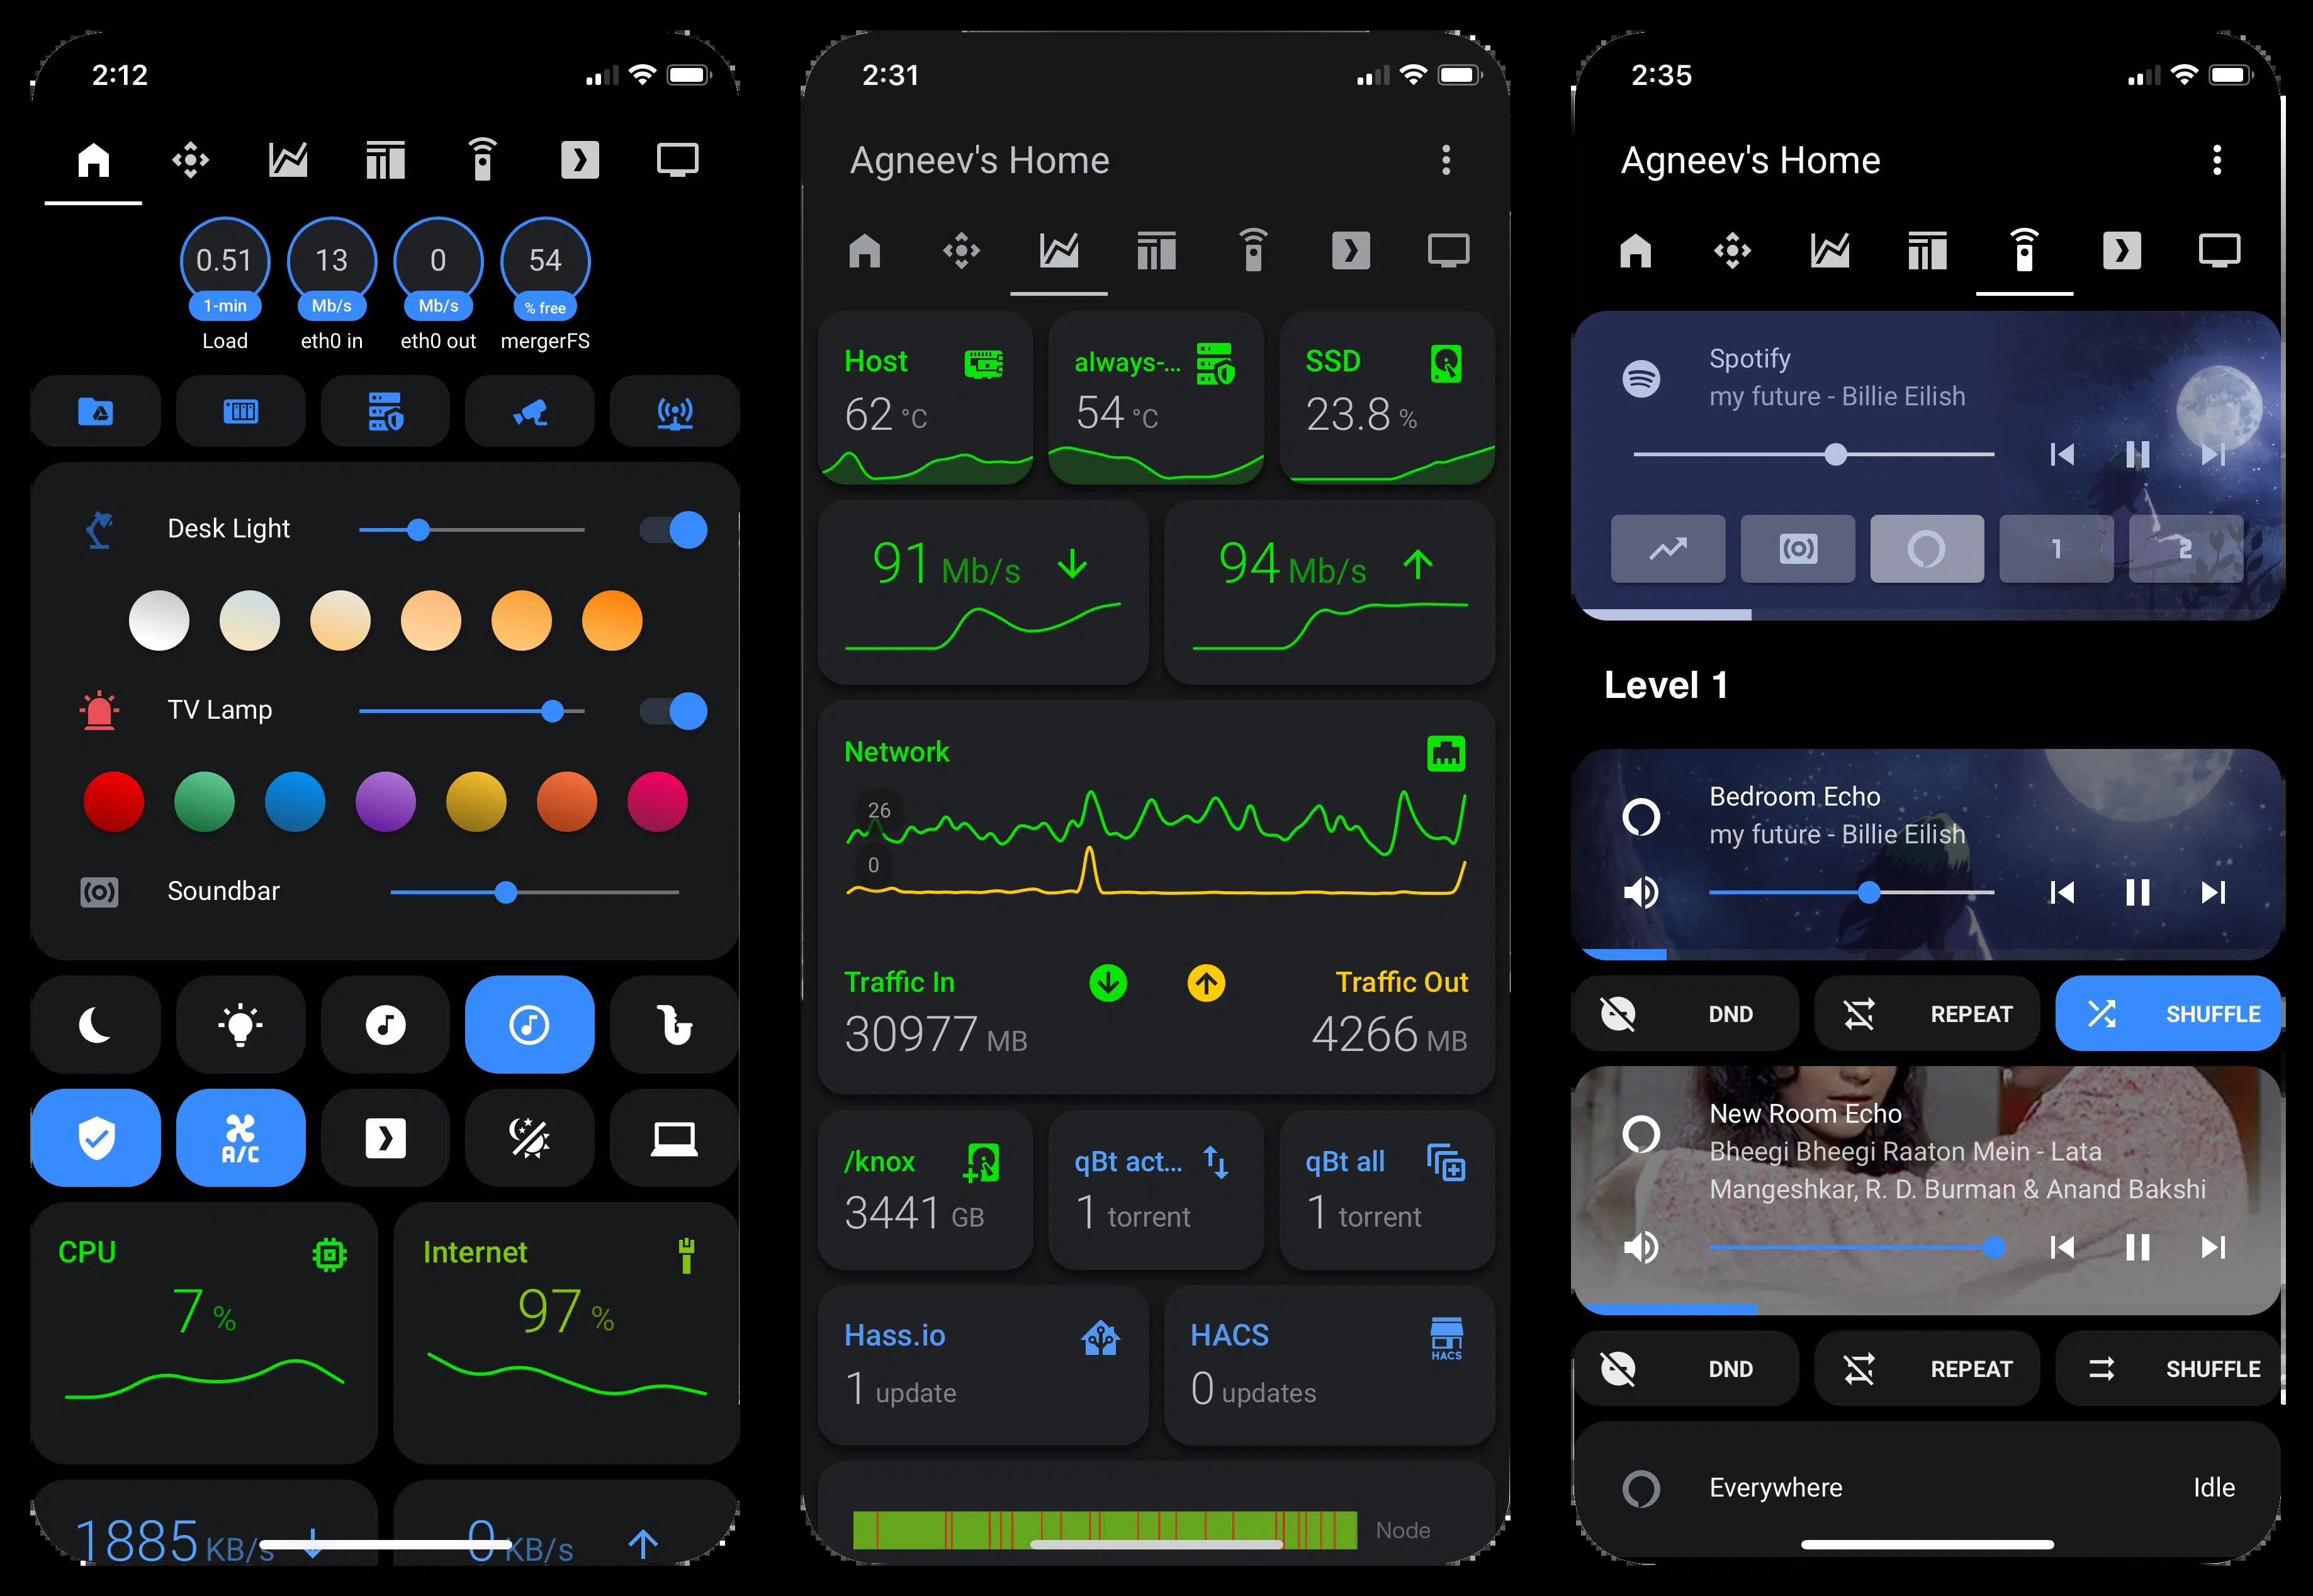 2:12
0.51
13
0
54
1-min
Mb/s
Mb/s
% free
Load
eth0 in
eth0 out
mergerFS
Desk Light
TV Lamp
Soundbar
A/C
CPU
7 %
Internet
97 %
1885 KB/s
0 KB/s
2:31
Agneev's Home
Host
62 °C
always-...
54 °C
SSD
23.8 %
91 Mb/s
94 Mb/s
Network
26
0
Traffic In
30977 MB
Traffic Out
4266 MB
/knox
3441 GB
qBt act...
1 torrent
qBt all
1 torrent
Hass.io
1 update
HACS
HACS
0 updates
Node
2:35
Agneev's Home
Spotify
my future - Billie Eilish
1
2
Level 1
Bedroom Echo
my future - Billie Eilish
DND
REPEAT
SHUFFLE
New Room Echo
Bheegi Bheegi Raaton Mein - Lata
Mangeshkar, R. D. Burman & Anand Bakshi
DND
REPEAT
SHUFFLE
Everywhere
Idle